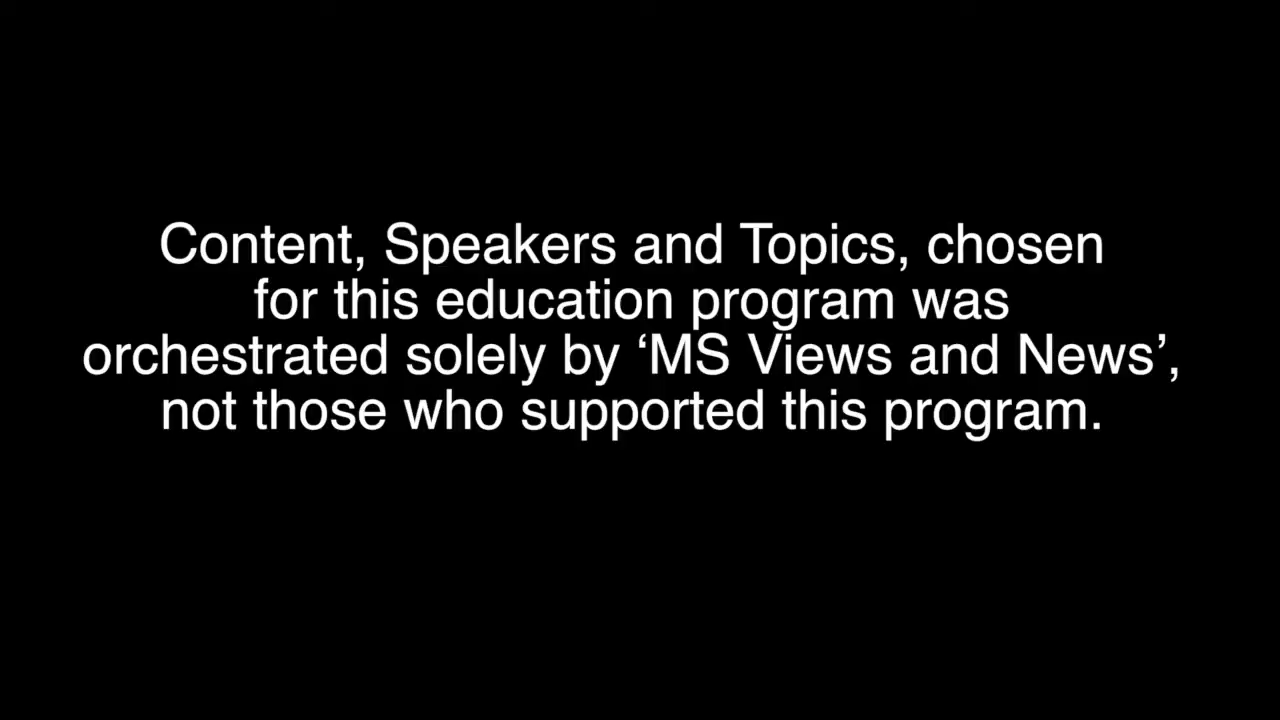 Content, Speakers and Topics, chosen
for this education program was
orchestrated solely by ‘MS Views and News’,
not those who supported this program.